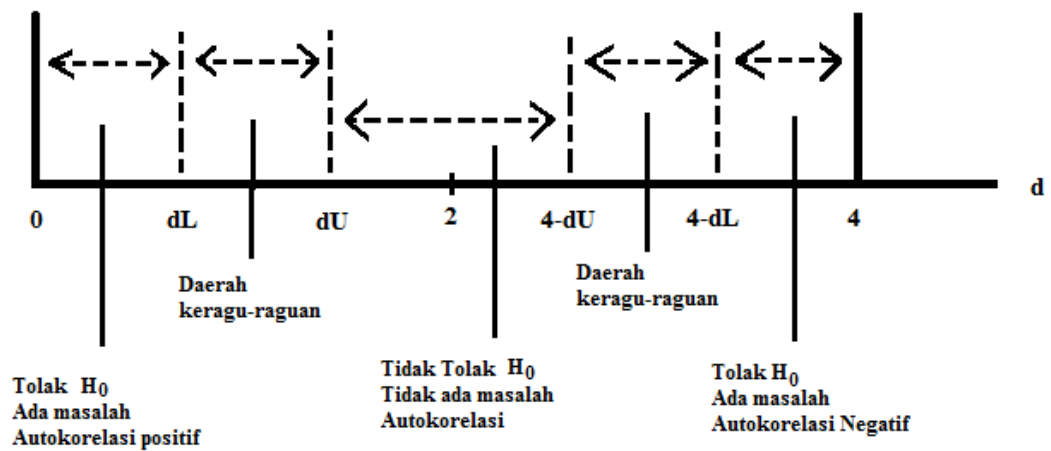 d
0 dL dU 2 4-dU 4-dL 4
Daerah
keragu-raguan
Daerah
keragu-raguan
Tolak H0
Ada masalah
Autokorelasi positif
Tidak Tolak H0
Tidak ada masalah
Autokorelasi
Tolak H0
Ada masalah
Autokorelasi Negatif